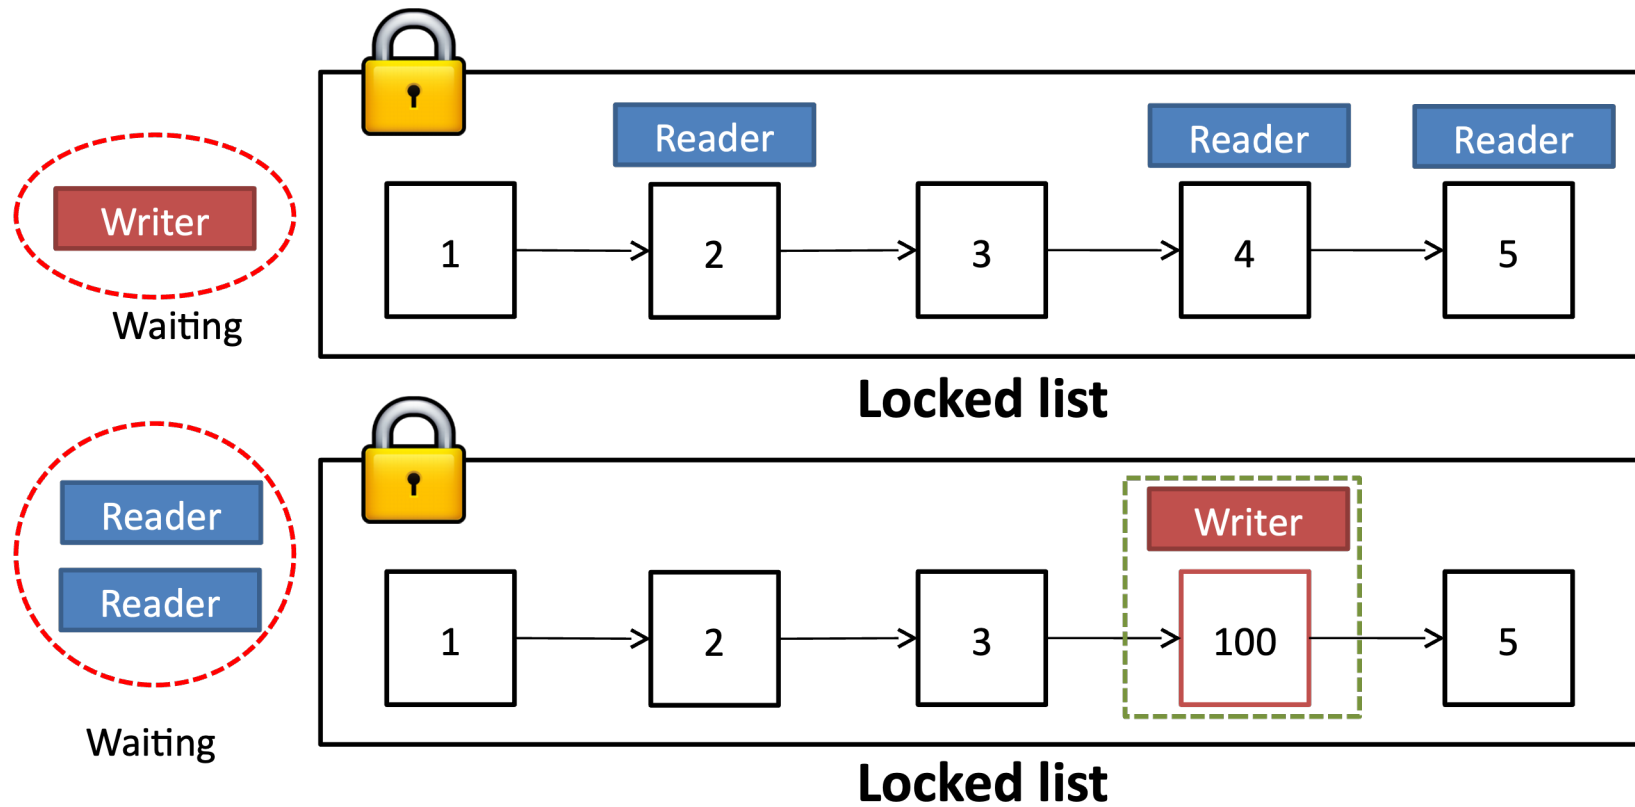 Reader Reader Reader
Writer
1 2 3 4 5
Waiting
Locked list
Reader
Writer
Reader
1 2 3 100 5
Waiting
Locked list